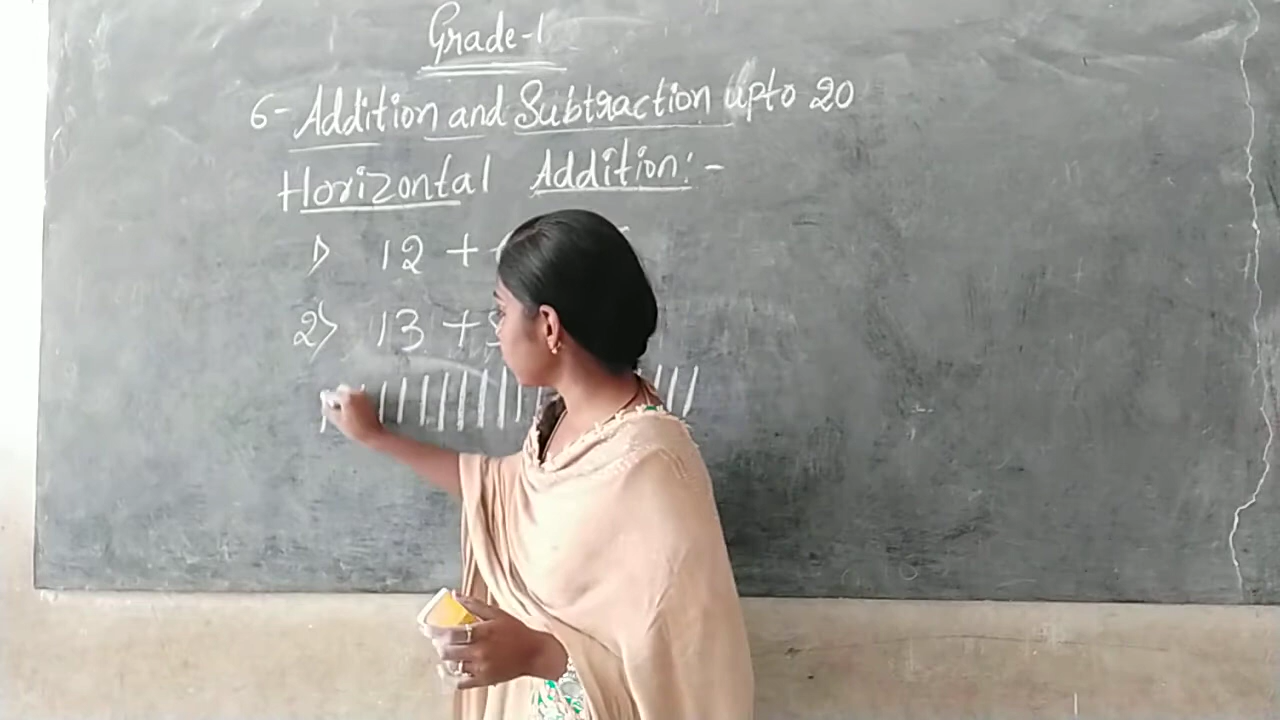 Grade-1
6-Addition and Subtraction upto 20
Horizontal Addition:-
1) 12 +
2) 13 +